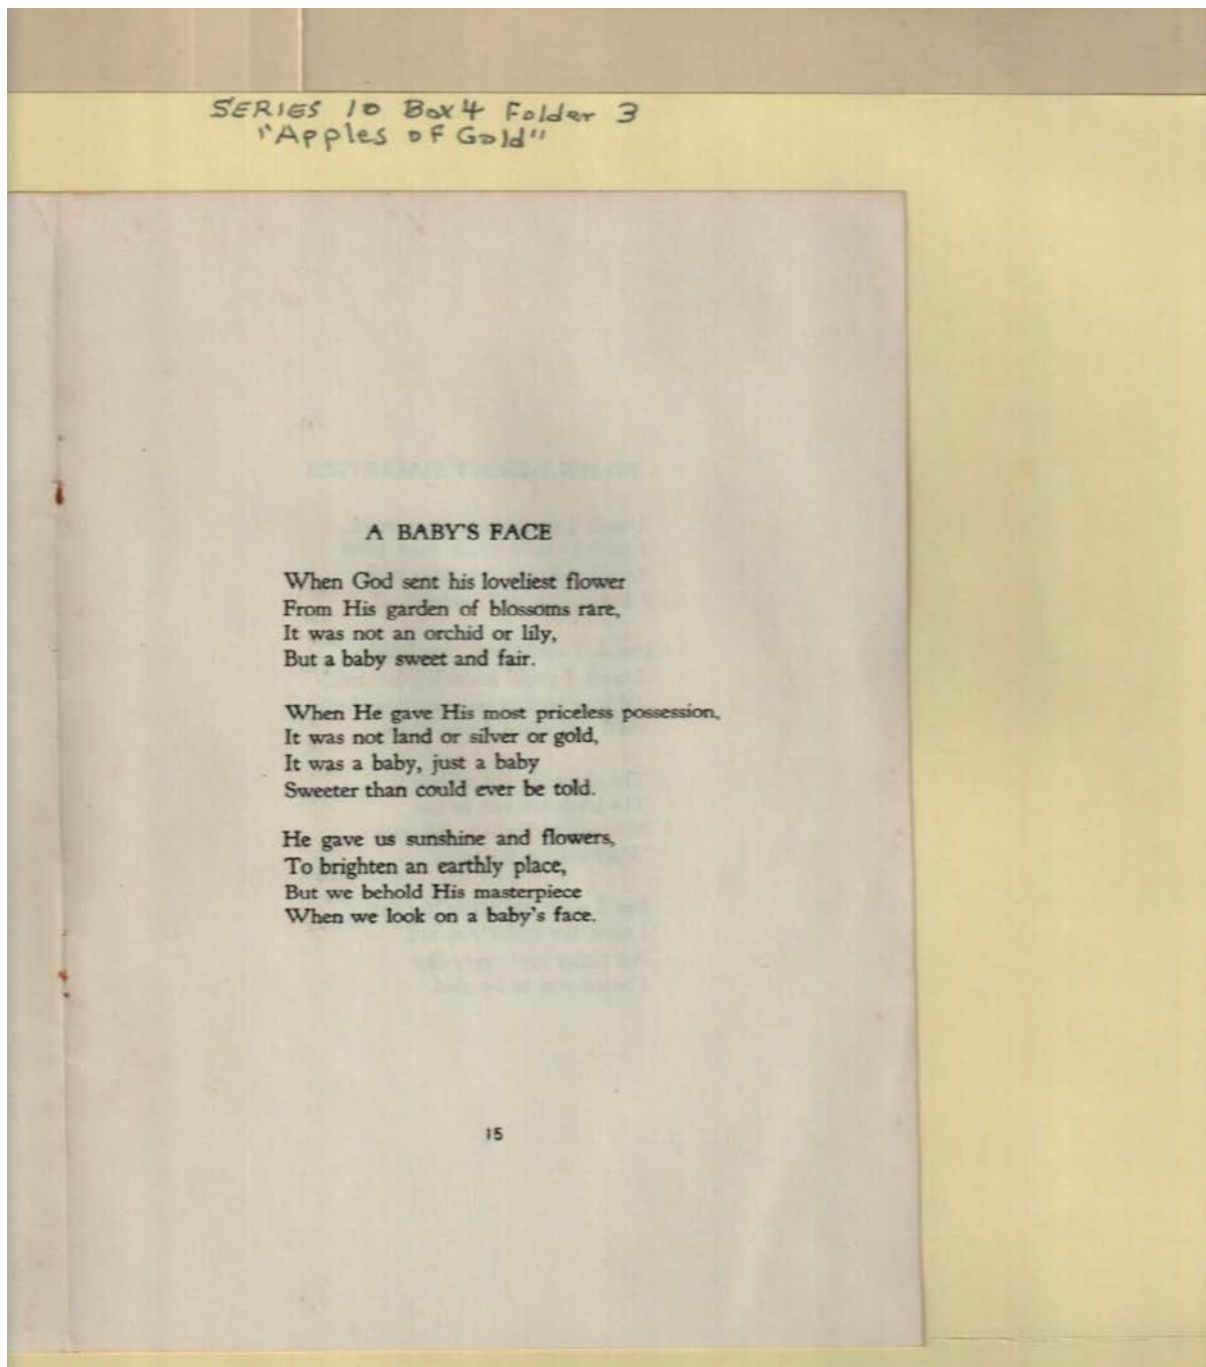 SERIES 10 Box 4 Folder 3
"Apples of Gold"
A BABY'S FACE
When God sent his loveliest flower
From His garden of blossoms rare,
It was not an orchid or lily,
But a baby sweet and fair.
When He gave His most priceless possession,
It was not land or silver or gold,
It was a baby, just a baby
Sweeter than could ever be told.
He gave us sunshine and flowers,
To brighten an earthly place,
But we behold His masterpiece
When we look on a baby's face.
15